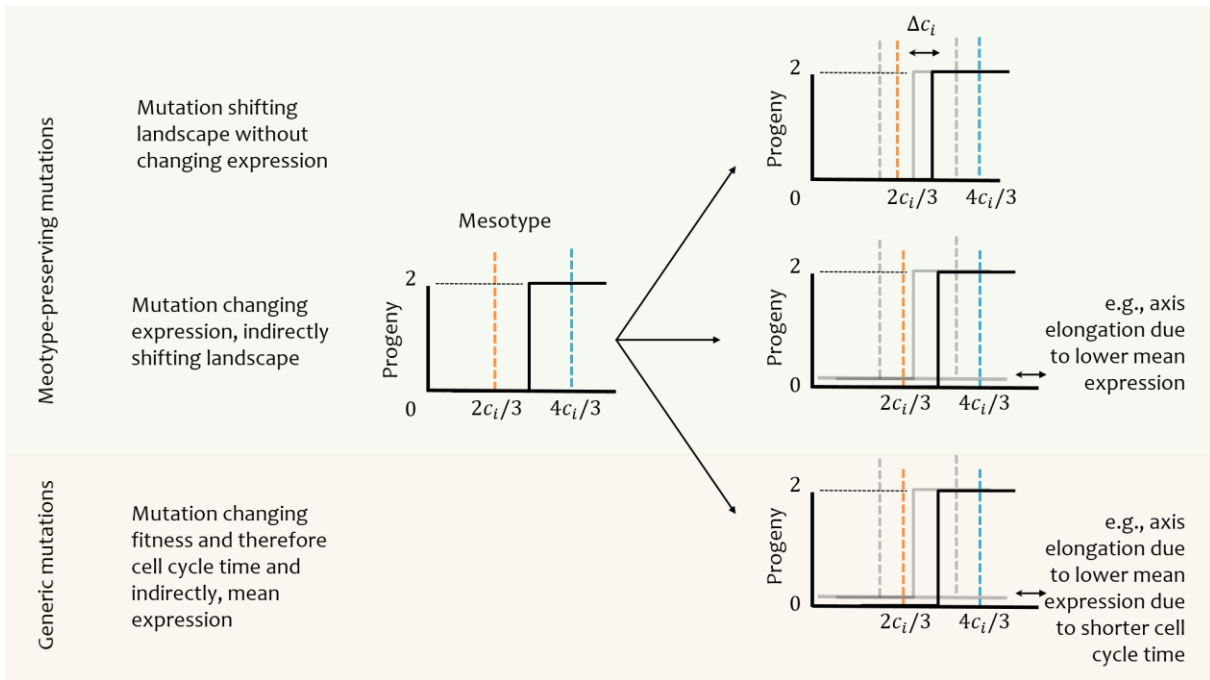 Meotype-preserving mutations
Mutation shifting
landscape without
changing expression
Mutation changing
expression, indirectly
shifting landscape
Mesotype
2
Progeny
0
2cᵢ/3
4cᵢ/3
Δcᵢ
2
Progeny
0
2cᵢ/3
4cᵢ/3
2
Progeny
0
2cᵢ/3
4cᵢ/3
e.g., axis
elongation due
to lower mean
expression
Generic mutations
Mutation changing
fitness and therefore
cell cycle time and
indirectly, mean
expression
2
Progeny
0
2cᵢ/3
4cᵢ/3
e.g., axis
elongation due
to lower mean
expression due
to shorter cell
cycle time